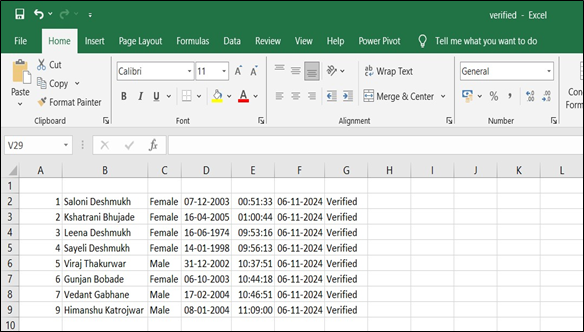 verified - Excel
File Home Insert Page Layout Formulas Data Review View Help Power Pivot Tell me what you want to do
Cut
Copy
Format Painter
Paste
Clipboard
Calibri 11 A A
B I U A
Font
ab Wrap Text
Merge & Center
Alignment
General
% , .00
Number
Con
V29 fx
A B C D E F G H I J K L
1
2 1 Saloni Deshmukh Female 07-12-2003 00:51:33 06-11-2024 Verified
3 2 Kshatrani Bhujade Female 16-04-2005 01:00:44 06-11-2024 Verified
4 3 Leena Deshmukh Female 16-06-1974 09:53:16 06-11-2024 Verified
5 4 Sayeli Deshmukh Female 14-01-1998 09:56:13 06-11-2024 Verified
6 5 Viraj Thakurwar Male 31-12-2002 10:37:51 06-11-2024 Verified
7 6 Gunjan Bobade Female 06-10-2003 10:44:18 06-11-2024 Verified
8 7 Vedant Gabhane Male 17-02-2004 10:46:51 06-11-2024 Verified
9 9 Himanshu Katrojwar Male 08-01-2004 11:09:00 06-11-2024 Verified
10